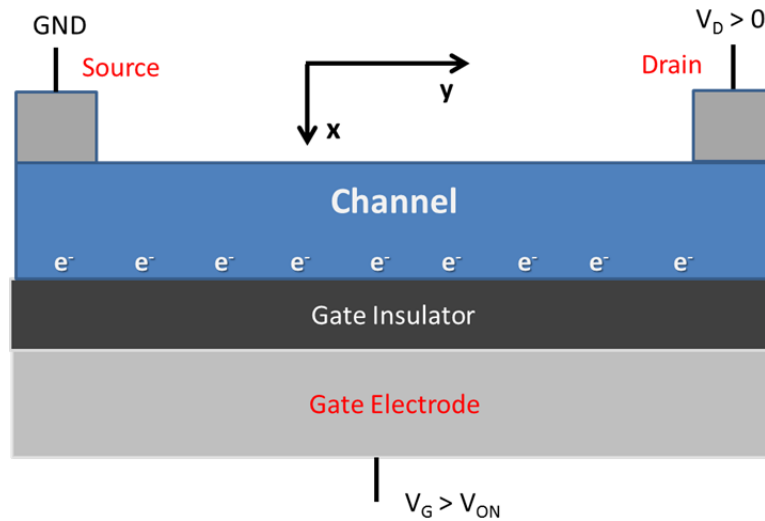 GND
V_D > 0
Source
Drain
y
x
Channel
e⁻ e⁻ e⁻ e⁻ e⁻ e⁻ e⁻ e⁻ e⁻
Gate Insulator
Gate Electrode
V_G > V_ON